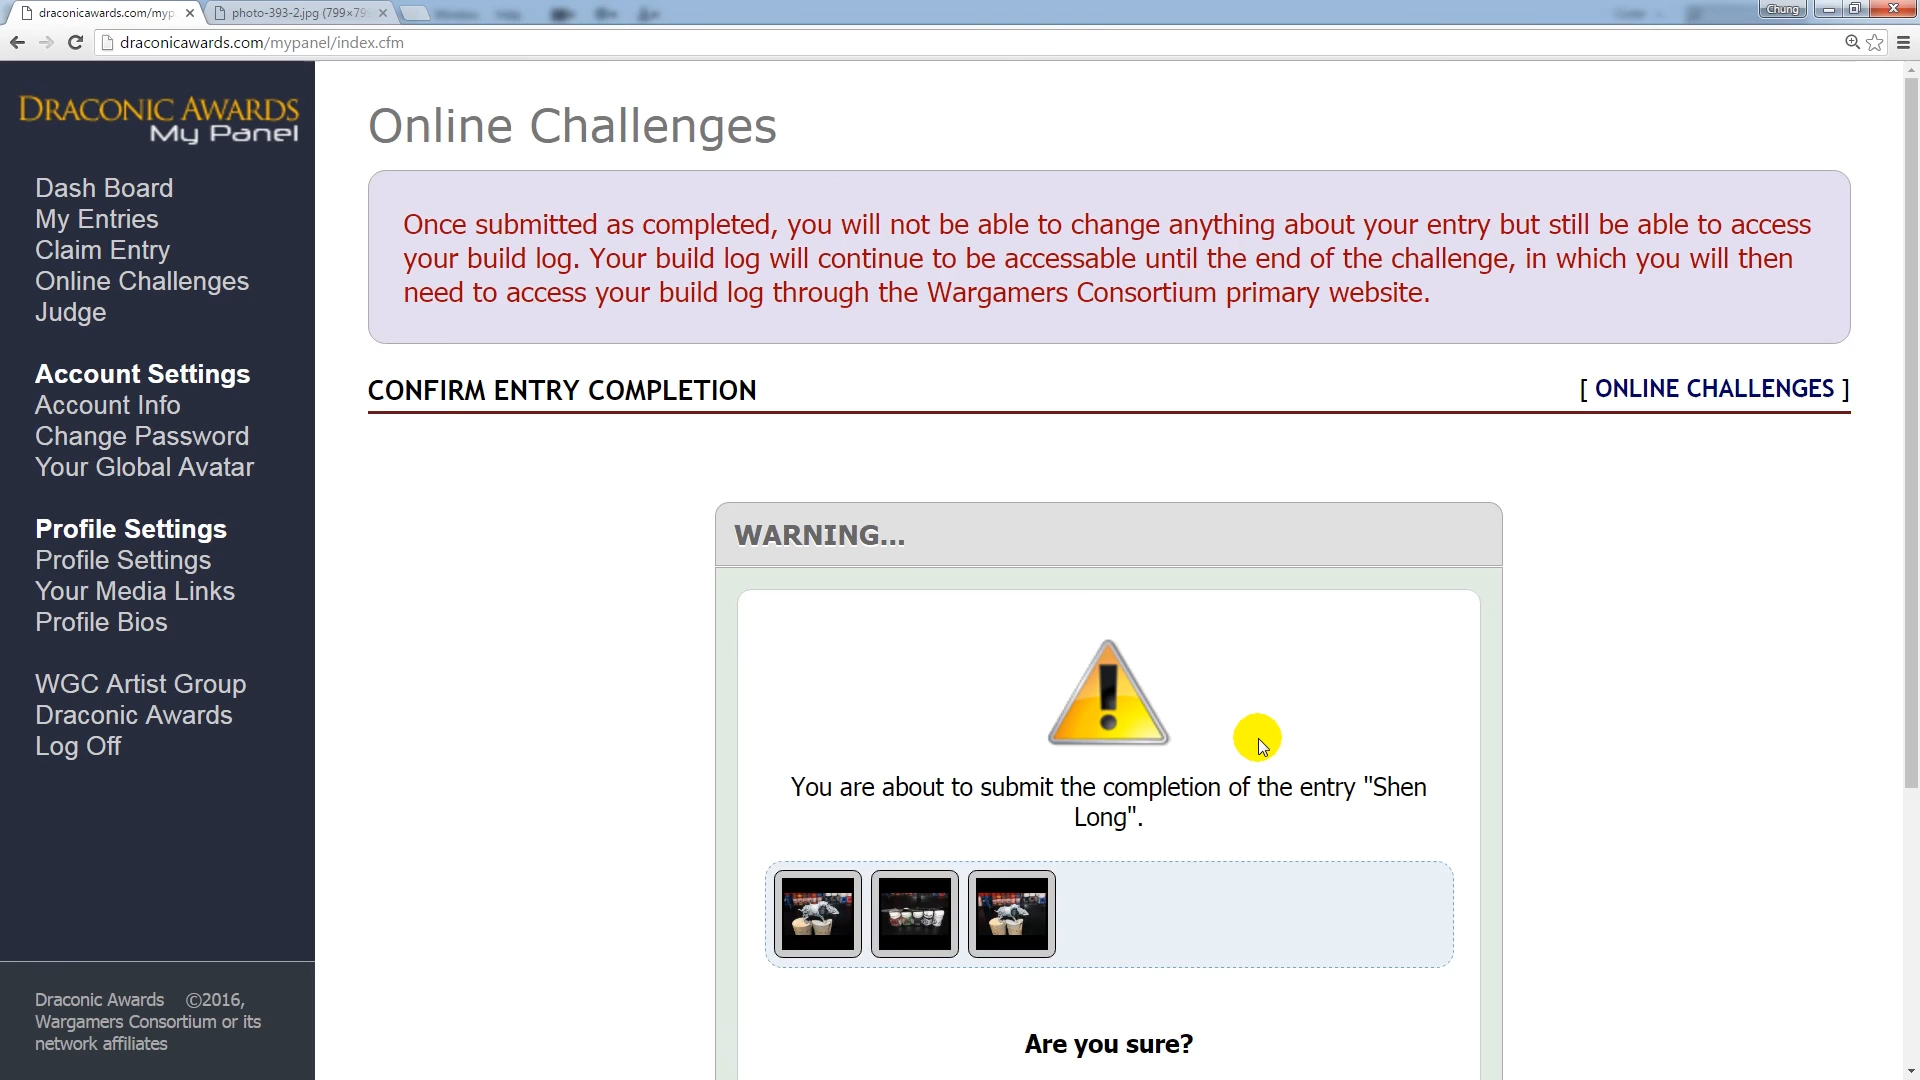 draconicawards.com/myp
photo-393-2.jpg (799×79
Chung
draconicawards.com/mypanel/index.cfm
DRACONIC AWARDS
My Panel
Dash Board
My Entries
Claim Entry
Online Challenges
Judge
Account Settings
Account Info
Change Password
Your Global Avatar
Profile Settings
Profile Settings
Your Media Links
Profile Bios
WGC Artist Group
Draconic Awards
Log Off
Draconic Awards ©2016,
Wargamers Consortium or its
network affiliates
Online Challenges
Once submitted as completed, you will not be able to change anything about your entry but still be able to access
your build log. Your build log will continue to be accessable until the end of the challenge, in which you will then
need to access your build log through the Wargamers Consortium primary website.
CONFIRM ENTRY COMPLETION
[ ONLINE CHALLENGES ]
WARNING...
You are about to submit the completion of the entry "Shen
Long".
Are you sure?